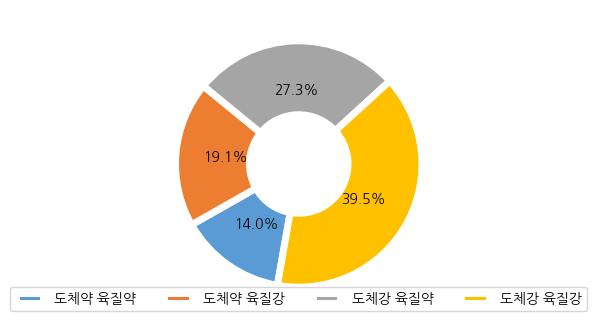 27.3%
19.1%
39.5%
14.0%
도체약 육질약 도체약 육질강 도체강 육질약 도체강 육질강